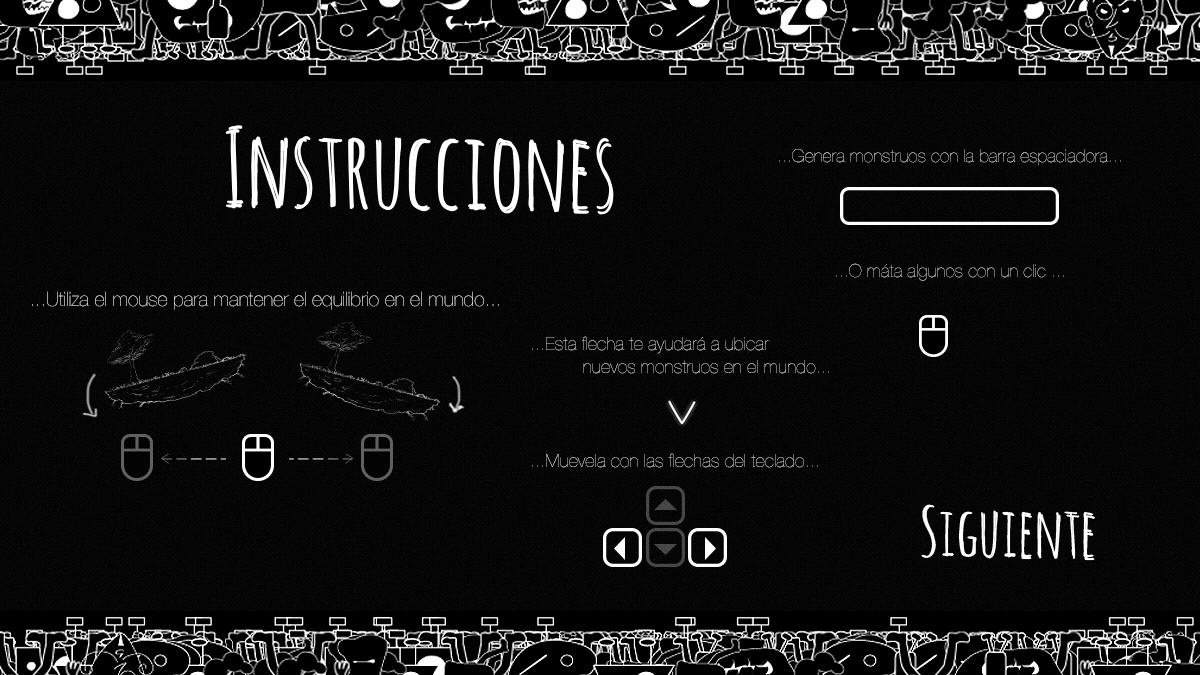 Instrucciones
...Utiliza el mouse para mantener el equilibrio en el mundo...
...Esta flecha te ayudará a ubicar
nuevos monstruos en el mundo...
...Muevela con las flechas del teclado...
...Genera monstruos con la barra espaciadora...
...O máta algunos con un clic ...
Siguiente